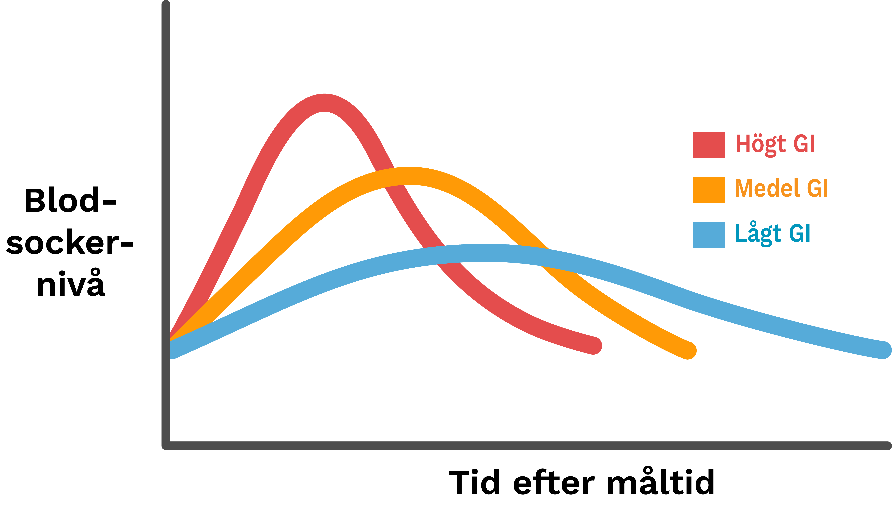 Blod-
socker-
nivå
Högt GI
Medel GI
Lågt GI
Tid efter måltid